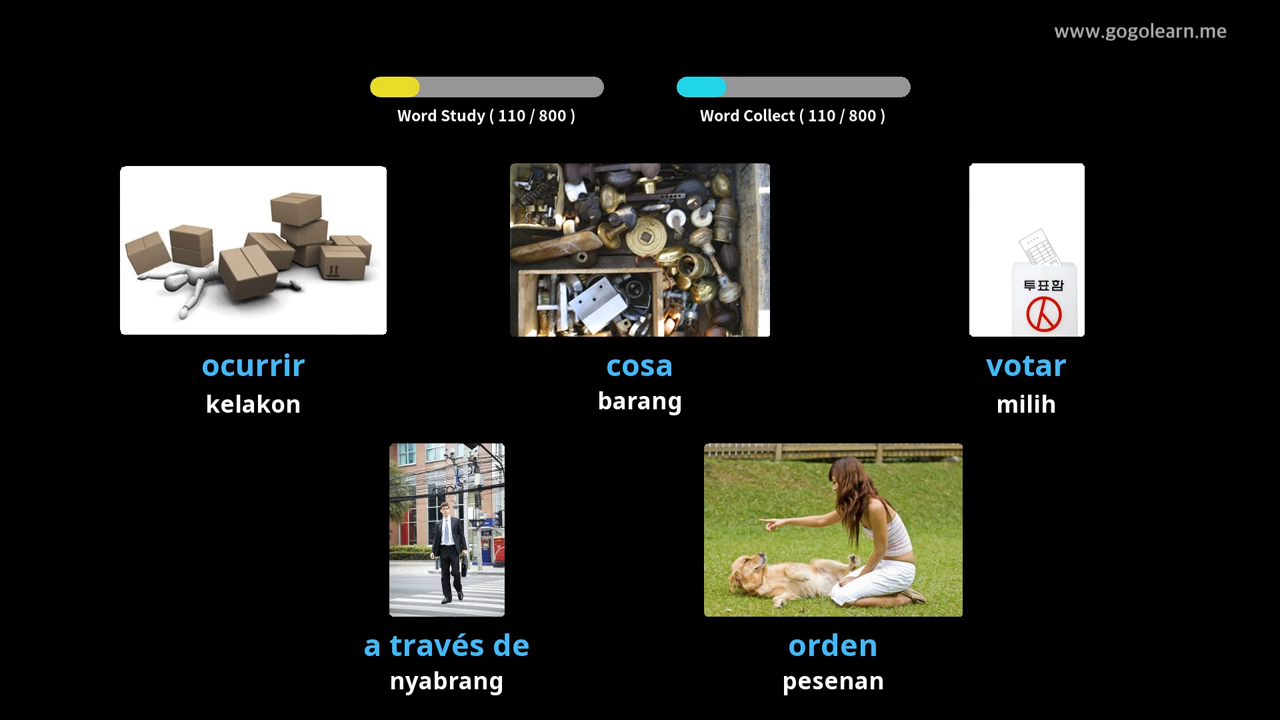 www.gogolearn.me
Word Study ( 110 / 800 )
Word Collect ( 110 / 800 )
투표함
ocurrir
cosa
votar
kelakon
barang
milih
a través de
orden
nyabrang
pesenan